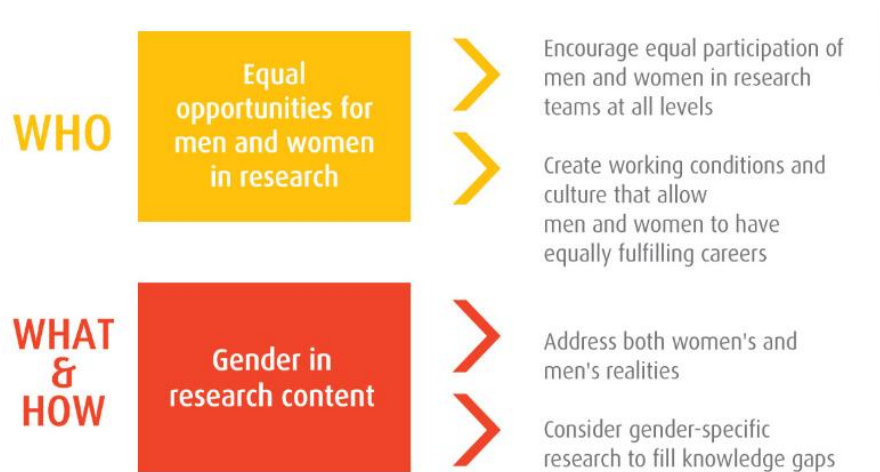 WHO
Equal
opportunities for
men and women
in research
Encourage equal participation of
men and women in research
teams at all levels
Create working conditions and
culture that allow
men and women to have
equally fulfilling careers
WHAT
&
HOW
Gender in
research content
Address both women's and
men's realities
Consider gender-specific
research to fill knowledge gaps